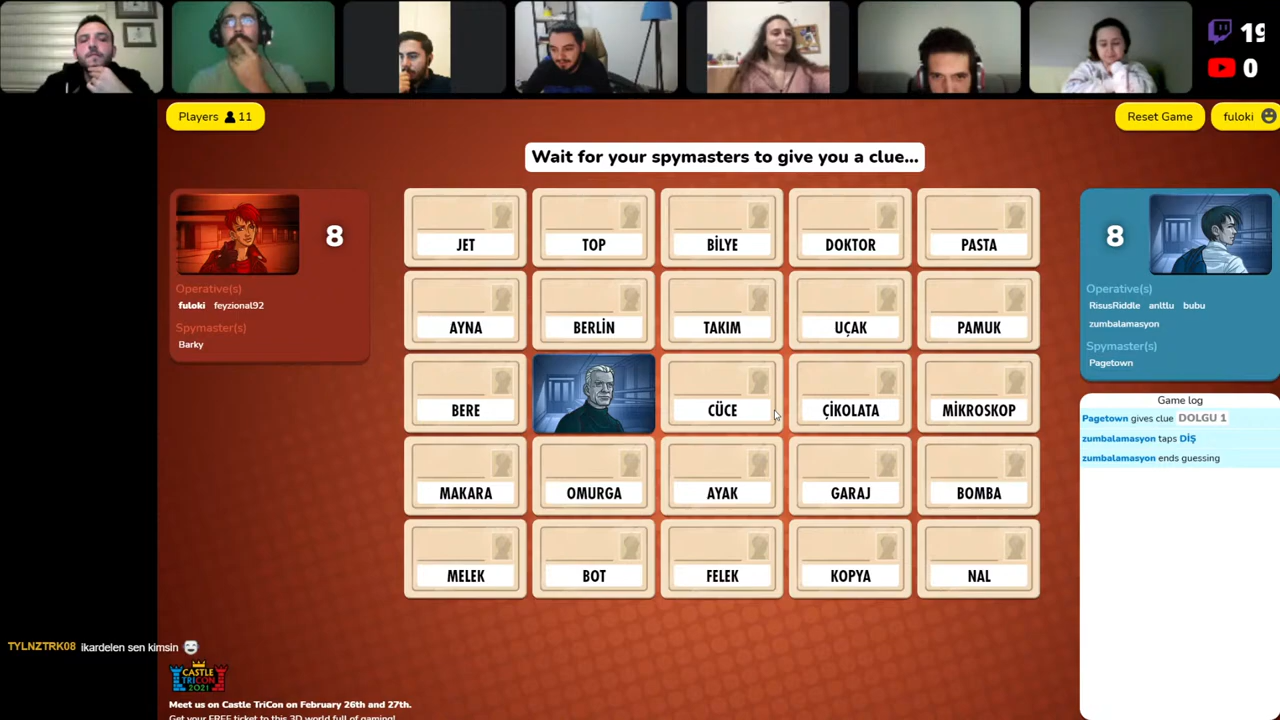 19
0
Players 11
Reset Game
fuloki
Wait for your spymasters to give you a clue...
8
Operative(s)
fuloki feyzional92
Spymaster(s)
Barky
JET
TOP
BİLYE
DOKTOR
PASTA
AYNA
BERLİN
TAKIM
UÇAK
PAMUK
BERE
CÜCE
ÇİKOLATA
MİKROSKOP
MAKARA
OMURGA
AYAK
GARAJ
BOMBA
MELEK
BOT
FELEK
KOPYA
NAL
8
Operative(s)
RisusRiddle anlttu bubu
zumbalamasyon
Spymaster(s)
Pagetown
Game log
Pagetown gives clue DOLGU 1
zumbalamasyon taps DİŞ
zumbalamasyon ends guessing
TYLNZTRK08 ikardelen sen kimsin
CASTLE
TRICON
2021
Meet us on Castle TriCon on February 26th and 27th.
Get your FREE ticket to this 3D world full of gaming!